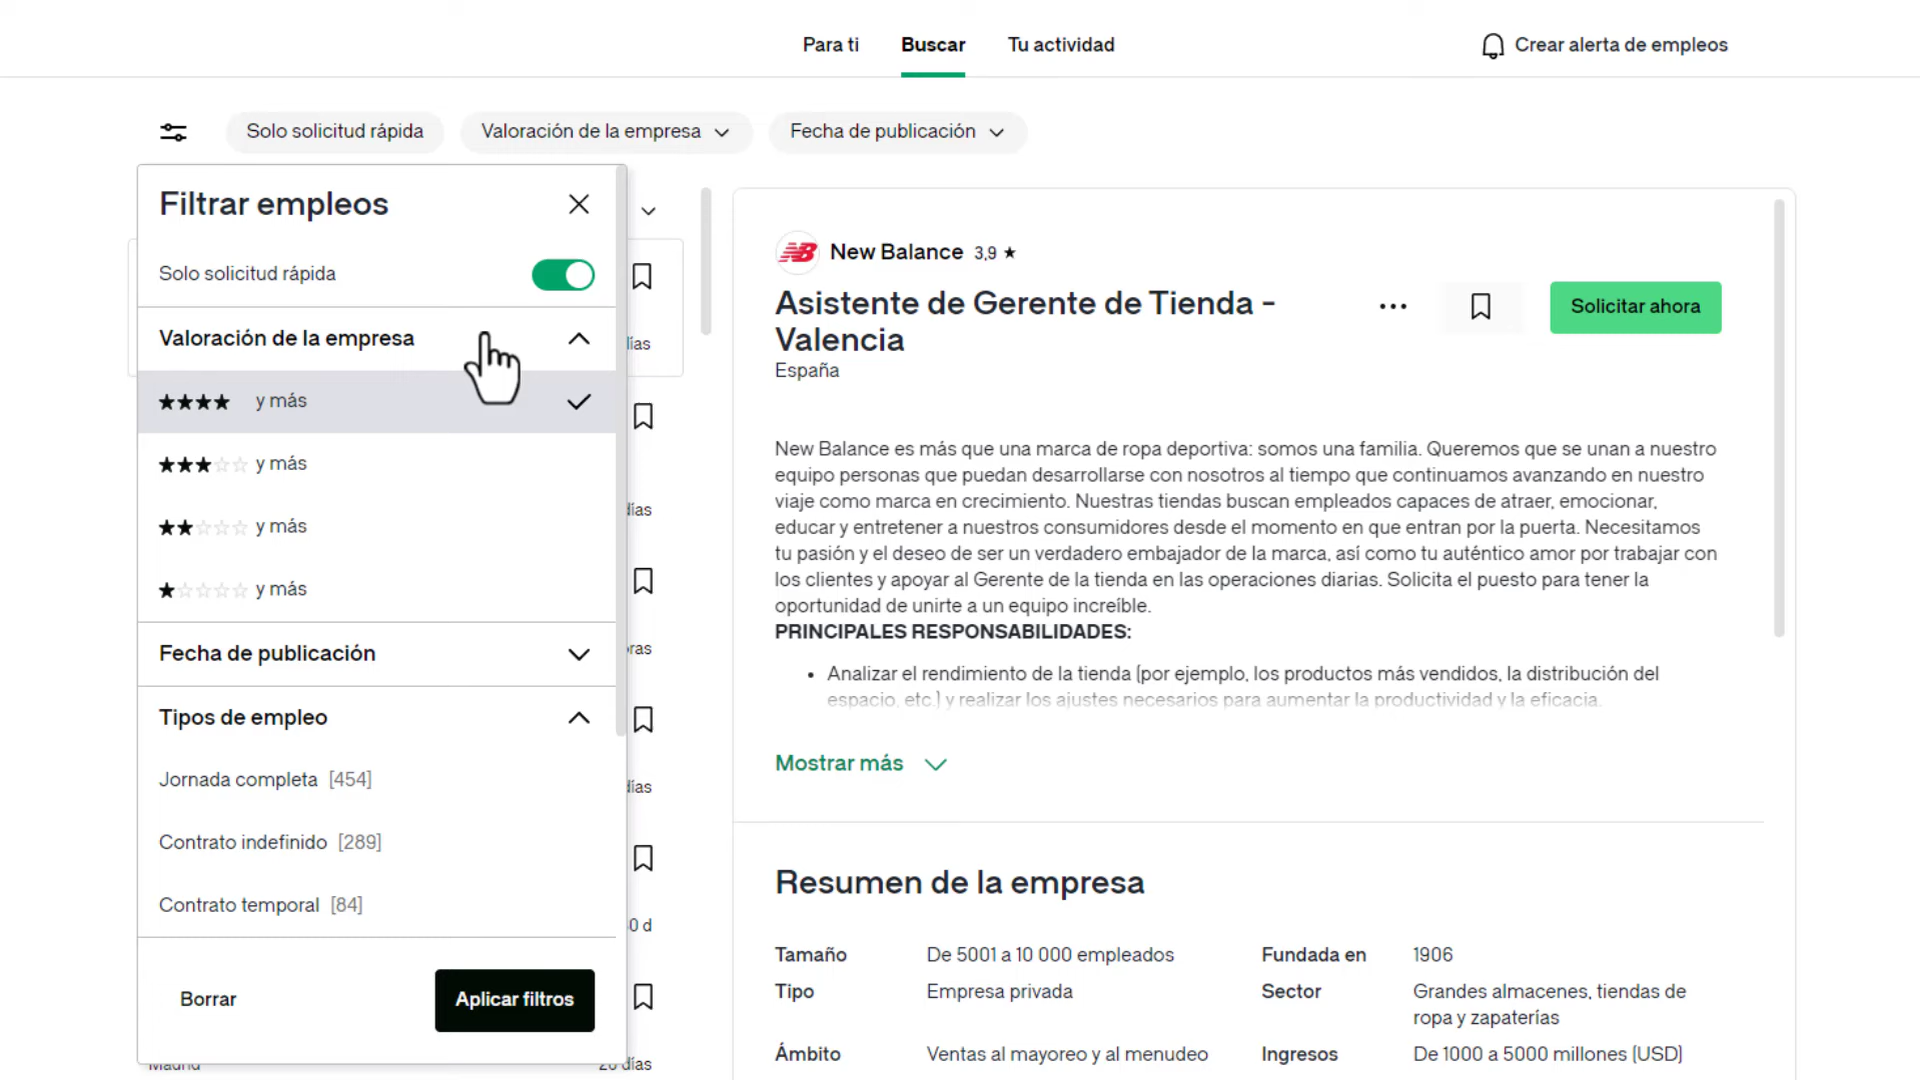 Para ti
Buscar
Tu actividad
Crear alerta de empleos
Solo solicitud rápida
Valoración de la empresa
Fecha de publicación
Filtrar empleos
Solo solicitud rápida
Valoración de la empresa
★★★★ y más
★★★☆☆ y más
★★☆☆☆ y más
★☆☆☆☆ y más
Fecha de publicación
Tipos de empleo
Jornada completa [454]
Contrato indefinido [289]
Contrato temporal [84]
Borrar
Aplicar filtros
New Balance 3,9 ★
Asistente de Gerente de Tienda -
Valencia
España
Solicitar ahora
New Balance es más que una marca de ropa deportiva: somos una familia. Queremos que se unan a nuestro
equipo personas que puedan desarrollarse con nosotros al tiempo que continuamos avanzando en nuestro
viaje como marca en crecimiento. Nuestras tiendas buscan empleados capaces de atraer, emocionar,
educar y entretener a nuestros consumidores desde el momento en que entran por la puerta. Necesitamos
tu pasión y el deseo de ser un verdadero embajador de la marca, así como tu auténtico amor por trabajar con
los clientes y apoyar al Gerente de la tienda en las operaciones diarias. Solicita el puesto para tener la
oportunidad de unirte a un equipo increíble.
PRINCIPALES RESPONSABILIDADES:
• Analizar el rendimiento de la tienda (por ejemplo, los productos más vendidos, la distribución del
espacio, etc.) y realizar los ajustes necesarios para aumentar la productividad y la eficacia.
Mostrar más
Resumen de la empresa
Tamaño De 5001 a 10 000 empleados
Fundada en 1906
Tipo Empresa privada
Sector Grandes almacenes, tiendas de
ropa y zapaterías
Ámbito Ventas al mayoreo y al menudeo
Ingresos De 1000 a 5000 millones (USD)